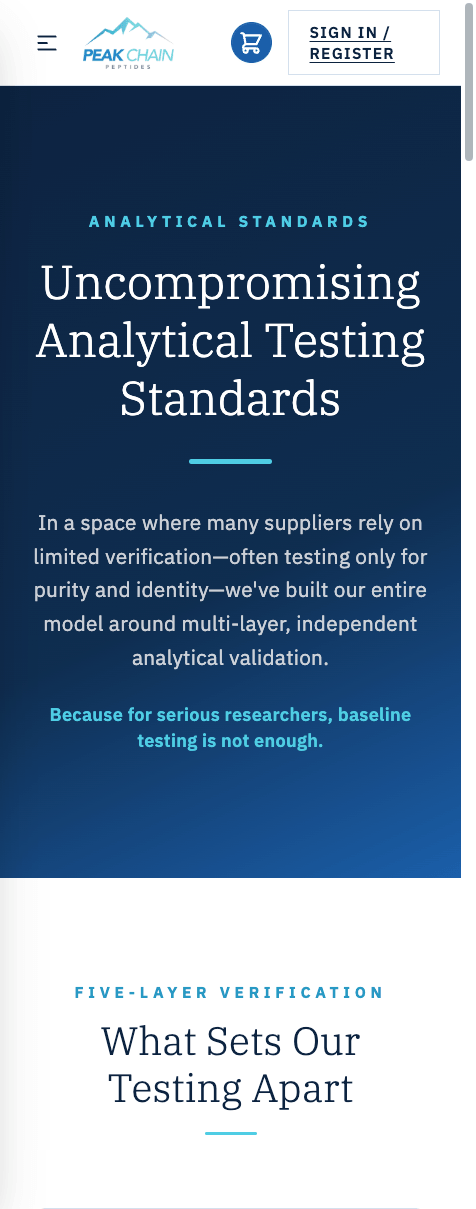 PEAK CHAIN
PEPTIDES
SIGN IN /
REGISTER
ANALYTICAL STANDARDS
Uncompromising
Analytical Testing
Standards
In a space where many suppliers rely on
limited verification—often testing only for
purity and identity—we've built our entire
model around multi-layer, independent
analytical validation.
Because for serious researchers, baseline
testing is not enough.
FIVE-LAYER VERIFICATION
What Sets Our
Testing Apart